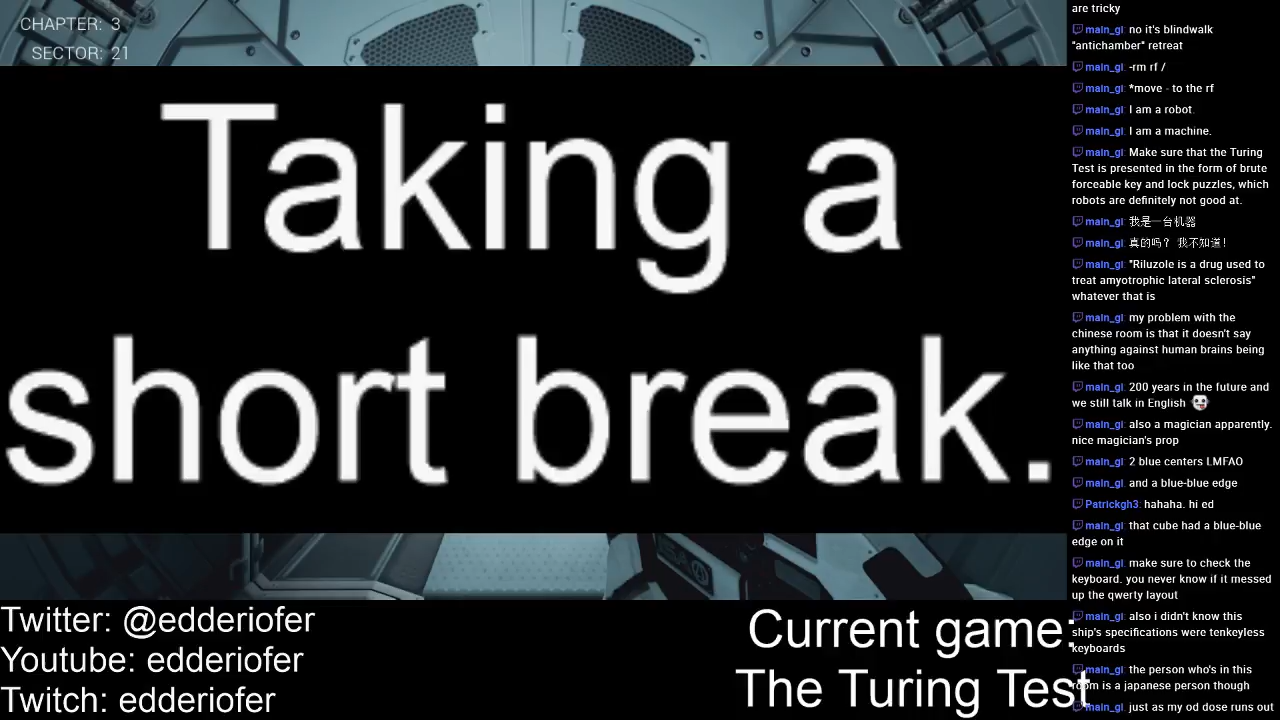 CHAPTER: 3
SECTOR: 21
Taking a
short break.
Twitter: @edderiofer
Youtube: edderiofer
Twitch: edderiofer
Current game:
The Turing Test
are tricky
main_gl: no it's blindwalk
"antichamber" retreat
main_gl: -rm rf /
main_gl: *move - to the rf
main_gl: I am a robot.
main_gl: I am a machine.
main_gl: Make sure that the Turing
Test is presented in the form of brute
forceable key and lock puzzles, which
robots are definitely not good at.
main_gl: 我是一台机器
main_gl: 真的吗？ 我不知道！
main_gl: "Riluzole is a drug used to
treat amyotrophic lateral sclerosis"
whatever that is
main_gl: my problem with the
chinese room is that it doesn't say
anything against human brains being
like that too
main_gl: 200 years in the future and
we still talk in English
main_gl: also a magician apparently.
nice magician's prop
main_gl: 2 blue centers LMFAO
main_gl: and a blue-blue edge
Patrickgh3: hahaha. hi ed
main_gl: that cube had a blue-blue
edge on it
main_gl: make sure to check the
keyboard. you never know if it messed
up the qwerty layout
main_gl: also i didn't know this
ship's specifications were tenkeyless
keyboards
main_gl: the person who's in this
room is a japanese person though
main_gl: just as my od dose runs out